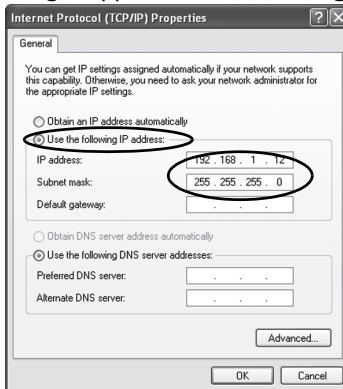 Internet Protocol (TCP/IP) Properties
General
You can get IP settings assigned automatically if your network supports
this capability. Otherwise, you need to ask your network administrator for
the appropriate IP settings.
Obtain an IP address automatically
Use the following IP address:
IP address: 192 . 168 . 1 . 12
Subnet mask: 255 . 255 . 255 . 0
Default gateway: . . .
Obtain DNS server address automatically
Use the following DNS server addresses:
Preferred DNS server: . . .
Alternate DNS server: . . .
Advanced...
OK Cancel